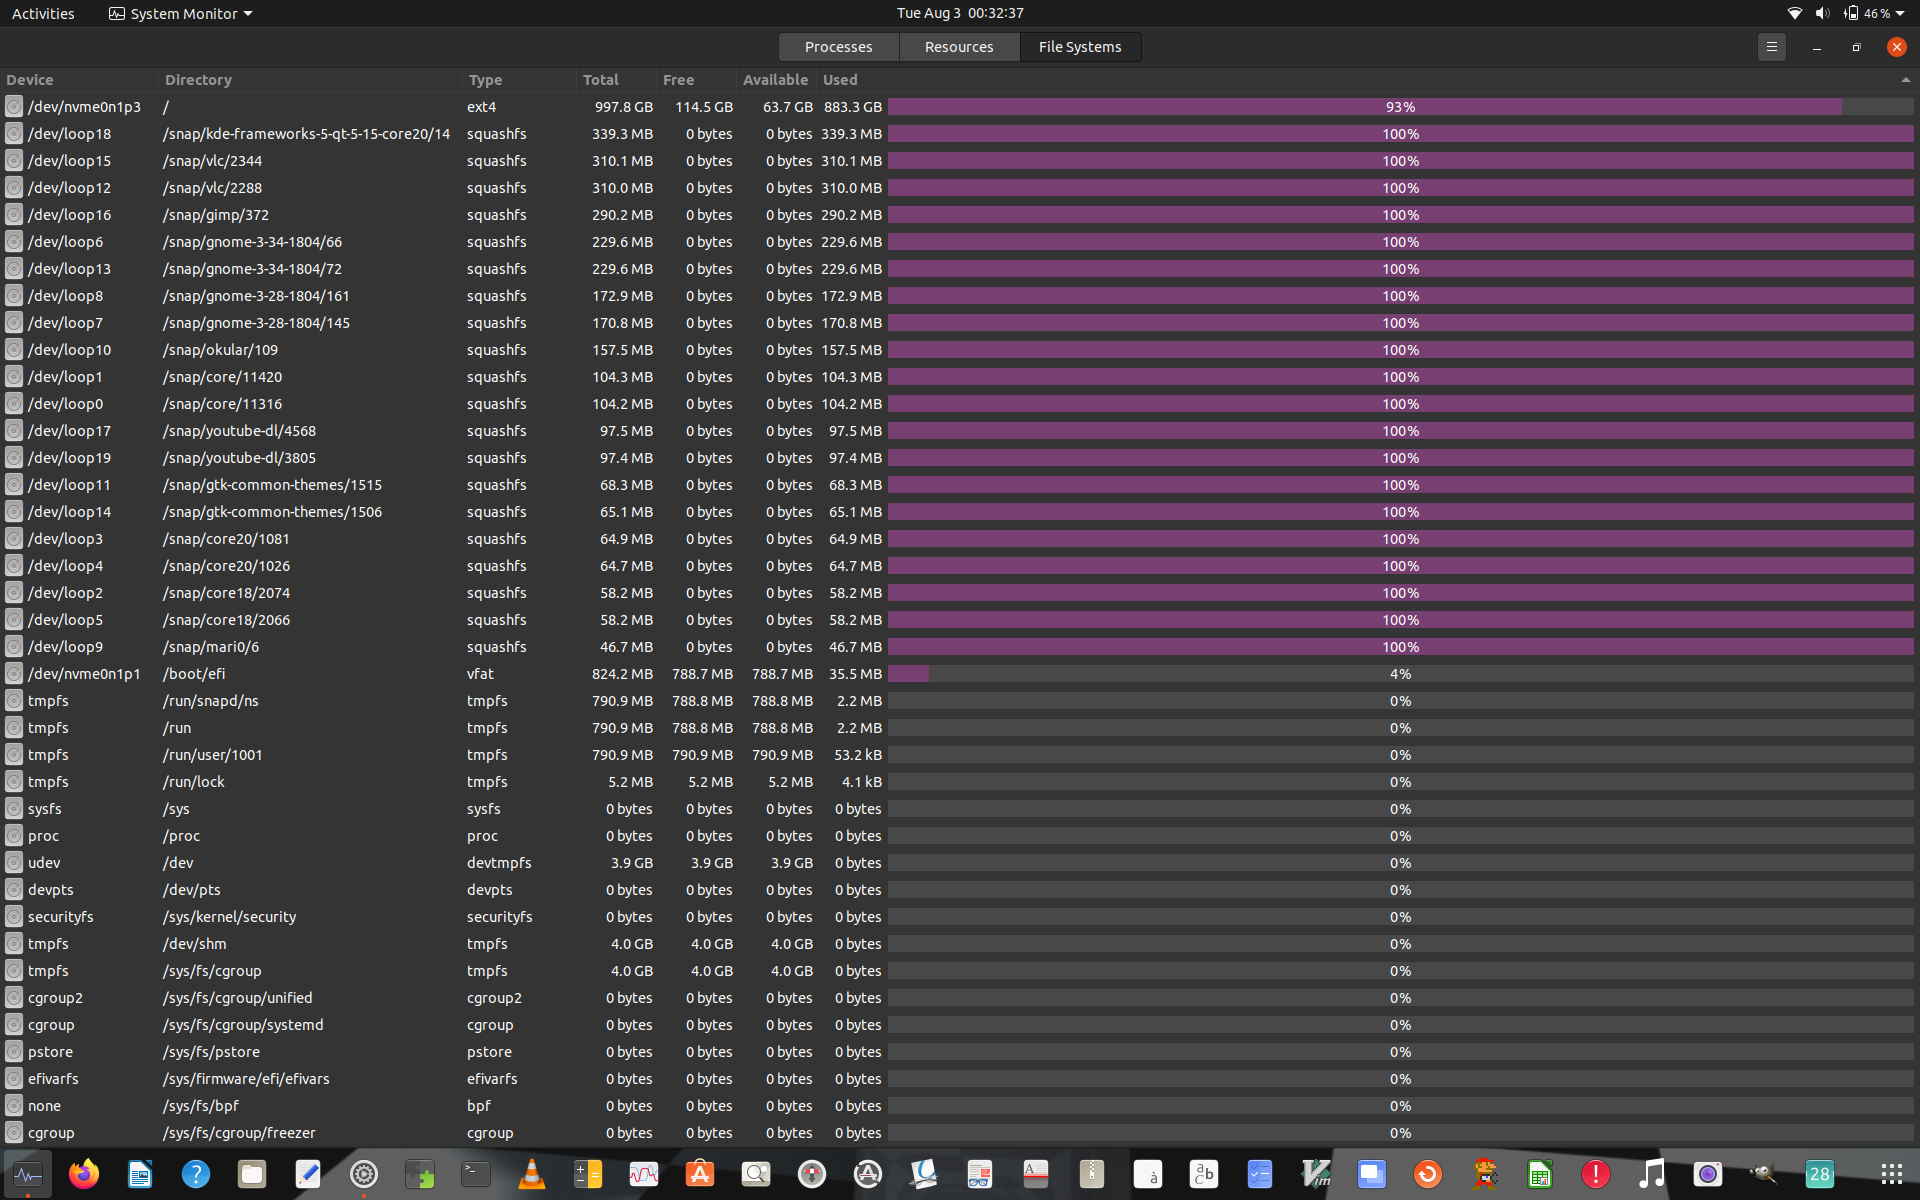 Activities System Monitor Tue Aug 3 00:32:37 46 %
Processes Resources File Systems
Device Directory Type Total Free Available Used
/dev/nvme0n1p3 / ext4 997.8 GB 114.5 GB 63.7 GB 883.3 GB 93%
/dev/loop18 /snap/kde-frameworks-5-qt-5-15-core20/14 squashfs 339.3 MB 0 bytes 0 bytes 339.3 MB 100%
/dev/loop15 /snap/vlc/2344 squashfs 310.1 MB 0 bytes 0 bytes 310.1 MB 100%
/dev/loop12 /snap/vlc/2288 squashfs 310.0 MB 0 bytes 0 bytes 310.0 MB 100%
/dev/loop16 /snap/gimp/372 squashfs 290.2 MB 0 bytes 0 bytes 290.2 MB 100%
/dev/loop6 /snap/gnome-3-34-1804/66 squashfs 229.6 MB 0 bytes 0 bytes 229.6 MB 100%
/dev/loop13 /snap/gnome-3-34-1804/72 squashfs 229.6 MB 0 bytes 0 bytes 229.6 MB 100%
/dev/loop8 /snap/gnome-3-28-1804/161 squashfs 172.9 MB 0 bytes 0 bytes 172.9 MB 100%
/dev/loop7 /snap/gnome-3-28-1804/145 squashfs 170.8 MB 0 bytes 0 bytes 170.8 MB 100%
/dev/loop10 /snap/okular/109 squashfs 157.5 MB 0 bytes 0 bytes 157.5 MB 100%
/dev/loop1 /snap/core/11420 squashfs 104.3 MB 0 bytes 0 bytes 104.3 MB 100%
/dev/loop0 /snap/core/11316 squashfs 104.2 MB 0 bytes 0 bytes 104.2 MB 100%
/dev/loop17 /snap/youtube-dl/4568 squashfs 97.5 MB 0 bytes 0 bytes 97.5 MB 100%
/dev/loop19 /snap/youtube-dl/3805 squashfs 97.4 MB 0 bytes 0 bytes 97.4 MB 100%
/dev/loop11 /snap/gtk-common-themes/1515 squashfs 68.3 MB 0 bytes 0 bytes 68.3 MB 100%
/dev/loop14 /snap/gtk-common-themes/1506 squashfs 65.1 MB 0 bytes 0 bytes 65.1 MB 100%
/dev/loop3 /snap/core20/1081 squashfs 64.9 MB 0 bytes 0 bytes 64.9 MB 100%
/dev/loop4 /snap/core20/1026 squashfs 64.7 MB 0 bytes 0 bytes 64.7 MB 100%
/dev/loop2 /snap/core18/2074 squashfs 58.2 MB 0 bytes 0 bytes 58.2 MB 100%
/dev/loop5 /snap/core18/2066 squashfs 58.2 MB 0 bytes 0 bytes 58.2 MB 100%
/dev/loop9 /snap/mari0/6 squashfs 46.7 MB 0 bytes 0 bytes 46.7 MB 100%
/dev/nvme0n1p1 /boot/efi vfat 824.2 MB 788.7 MB 788.7 MB 35.5 MB 4%
tmpfs /run/snapd/ns tmpfs 790.9 MB 788.8 MB 788.8 MB 2.2 MB 0%
tmpfs /run tmpfs 790.9 MB 788.8 MB 788.8 MB 2.2 MB 0%
tmpfs /run/user/1001 tmpfs 790.9 MB 790.9 MB 790.9 MB 53.2 kB 0%
tmpfs /run/lock tmpfs 5.2 MB 5.2 MB 5.2 MB 4.1 kB 0%
sysfs /sys sysfs 0 bytes 0 bytes 0 bytes 0 bytes 0%
proc /proc proc 0 bytes 0 bytes 0 bytes 0 bytes 0%
udev /dev devtmpfs 3.9 GB 3.9 GB 3.9 GB 0 bytes 0%
devpts /dev/pts devpts 0 bytes 0 bytes 0 bytes 0 bytes 0%
securityfs /sys/kernel/security securityfs 0 bytes 0 bytes 0 bytes 0 bytes 0%
tmpfs /dev/shm tmpfs 4.0 GB 4.0 GB 4.0 GB 0 bytes 0%
tmpfs /sys/fs/cgroup tmpfs 4.0 GB 4.0 GB 4.0 GB 0 bytes 0%
cgroup2 /sys/fs/cgroup/unified cgroup2 0 bytes 0 bytes 0 bytes 0 bytes 0%
cgroup /sys/fs/cgroup/systemd cgroup 0 bytes 0 bytes 0 bytes 0 bytes 0%
pstore /sys/fs/pstore pstore 0 bytes 0 bytes 0 bytes 0 bytes 0%
efivarfs /sys/firmware/efi/efivars efivarfs 0 bytes 0 bytes 0 bytes 0 bytes 0%
none /sys/fs/bpf bpf 0 bytes 0 bytes 0 bytes 0 bytes 0%
cgroup /sys/fs/cgroup/freezer cgroup 0 bytes 0 bytes 0 bytes 0 bytes 0%
? >_ A à a b c Vim ! 28